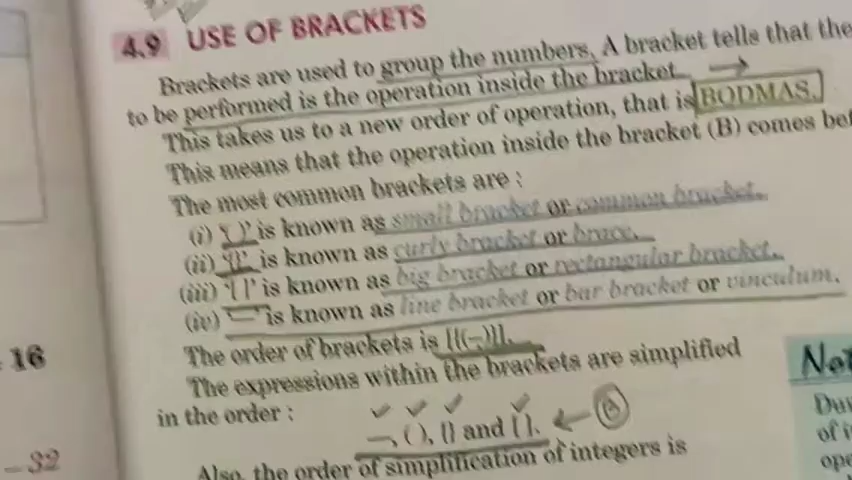 4.9 USE OF BRACKETS
Brackets are used to group the numbers. A bracket tells that the
to be performed is the operation inside the bracket.
This takes us to a new order of operation, that is BODMAS.
This means that the operation inside the bracket (B) comes bef
The most common brackets are :
(i) '( )' is known as small bracket or common bracket.
(ii) '{ }' is known as curly bracket or brace.
(iii) '[ ]' is known as big bracket or rectangular bracket.
(iv) '—' is known as line bracket or bar bracket or vinculum.
The order of brackets is [{(—)}].
The expressions within the brackets are simplified
in the order :
—, ( ), { } and [ ]. ← B
Also, the order of simplification of integers is
16
- 32
Not
Du
of i
ope